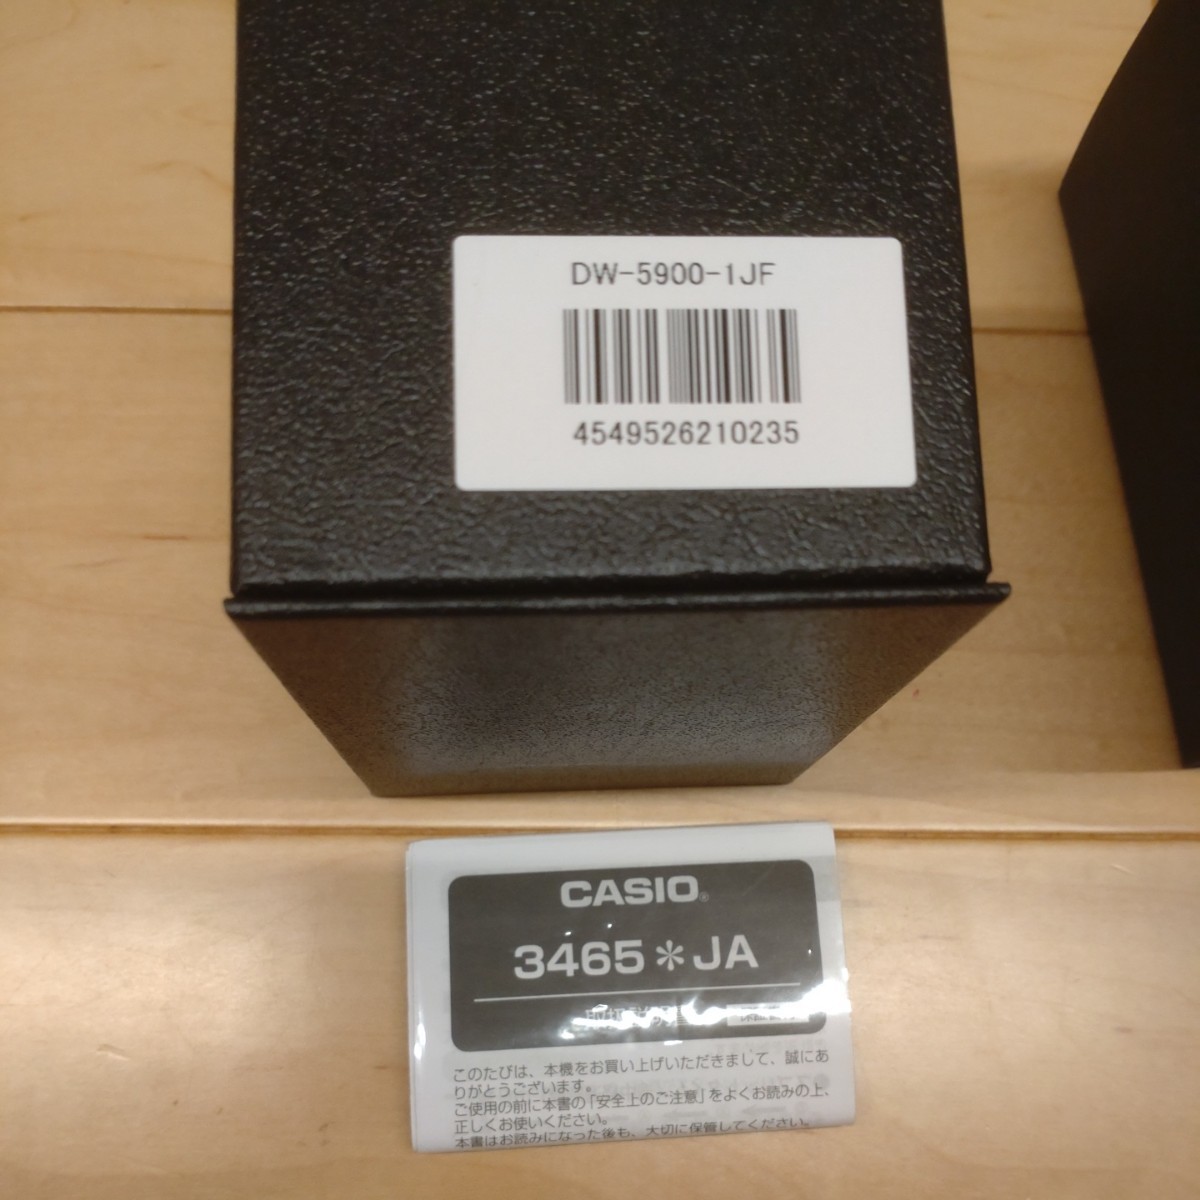 DW-5900-1JF
4549526210235
CASIO®
3465＊JA
取扱説明書
このたびは、本機をお買い上げいただきまして、誠にあ
りがとうございます。
ご使用の前に本書の「安全上のご注意」をよくお読みの上、
正しくお使いください。
本書はお読みになった後も、大切に保管してください。